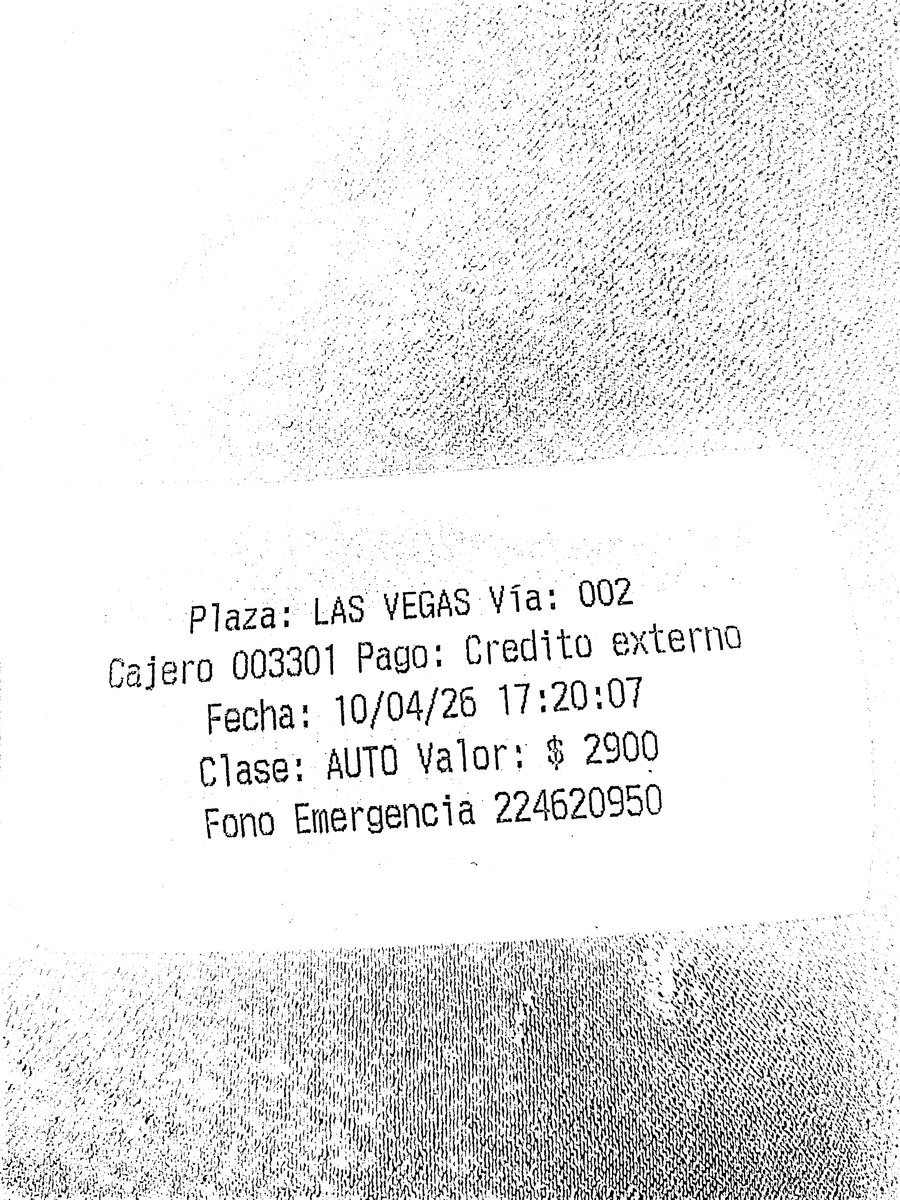 Plaza: LAS VEGAS Vía: 002
Cajero 003301 Pago: Credito externo
Fecha: 10/04/26 17:20:07
Clase: AUTO Valor: $ 2900
Fono Emergencia 224620950